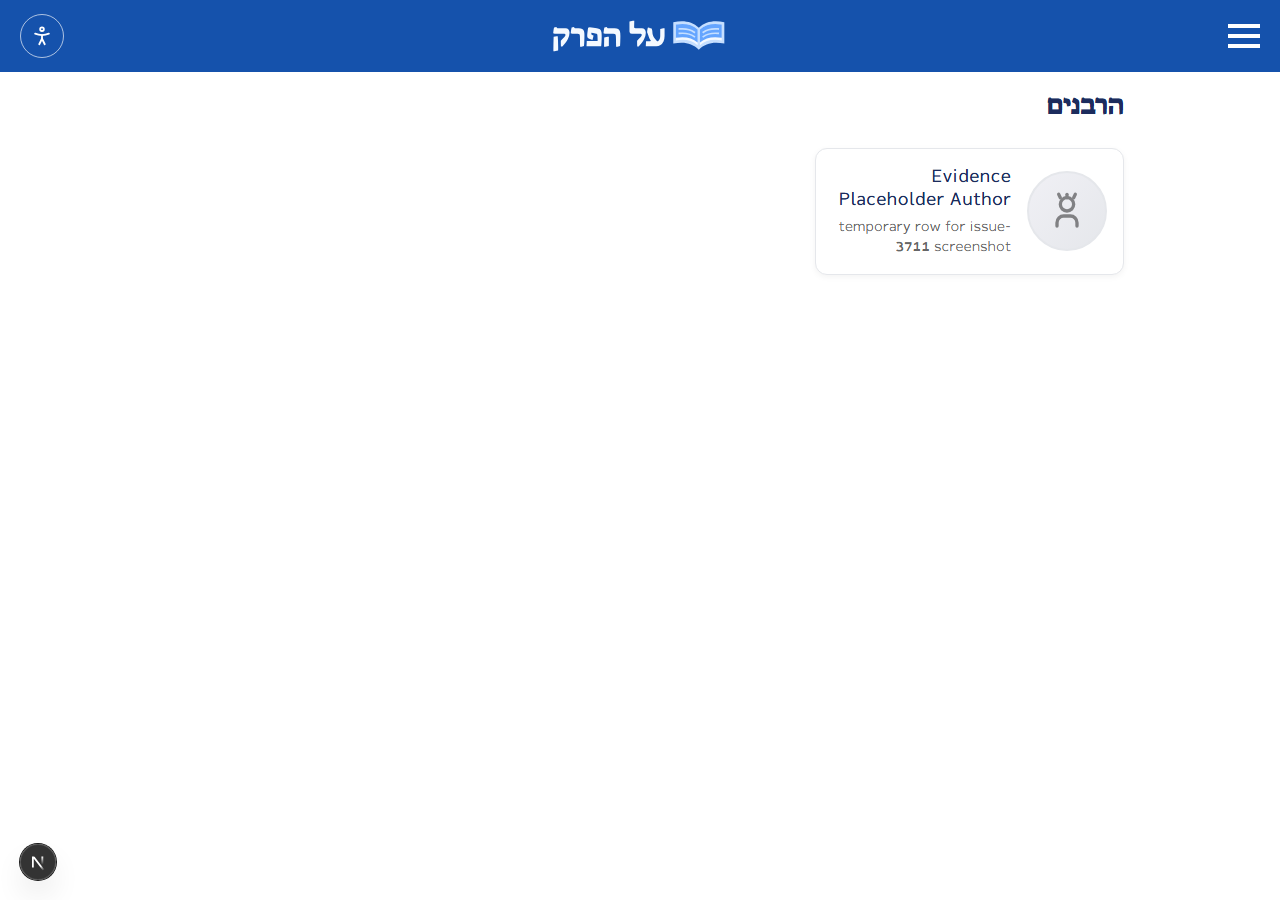 על הפרק
הרבנים
Evidence
Placeholder Author
temporary row for issue-
3711 screenshot
N